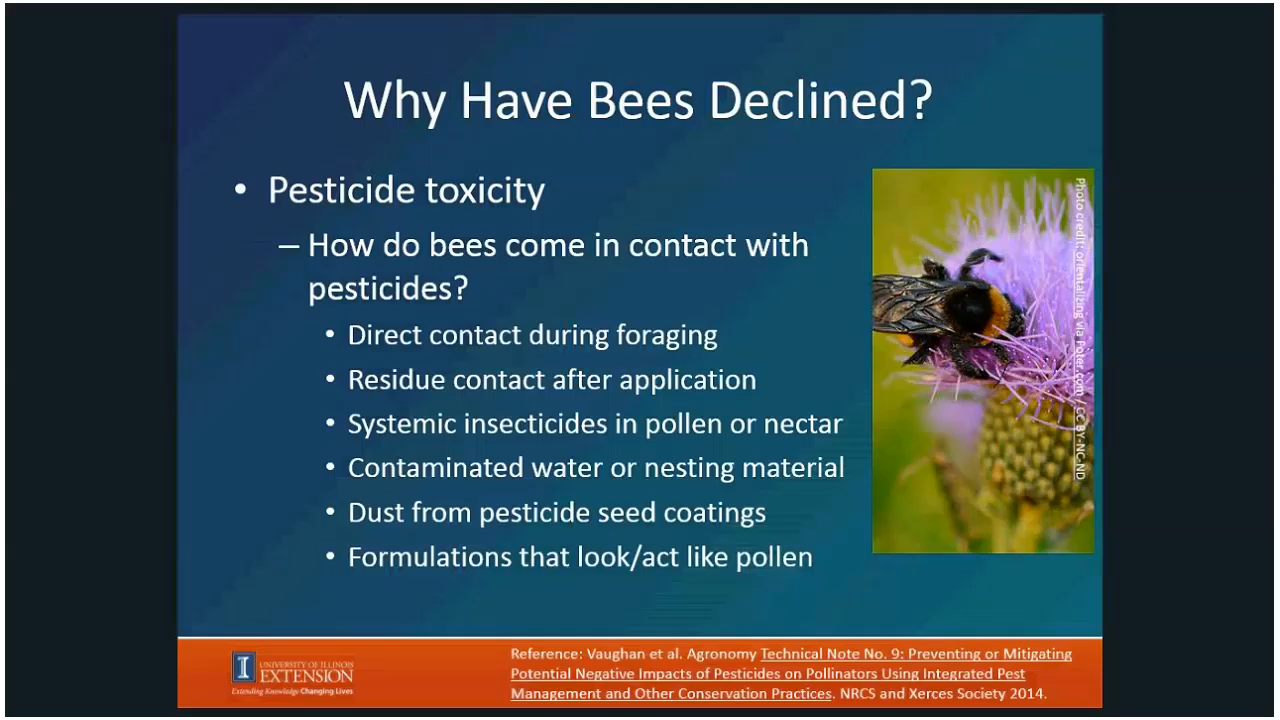 Why Have Bees Declined?
• Pesticide toxicity
– How do bees come in contact with
pesticides?
• Direct contact during foraging
• Residue contact after application
• Systemic insecticides in pollen or nectar
• Contaminated water or nesting material
• Dust from pesticide seed coatings
• Formulations that look/act like pollen
Photo credit: orientalizing via Foter.com CC BY-NC-ND
I
UNIVERSITY OF ILLINOIS
EXTENSION
Extending Knowledge Changing Lives
Reference: Vaughan et al. Agronomy Technical Note No. 9: Preventing or Mitigating
Potential Negative Impacts of Pesticides on Pollinators Using Integrated Pest
Management and Other Conservation Practices. NRCS and Xerces Society 2014.